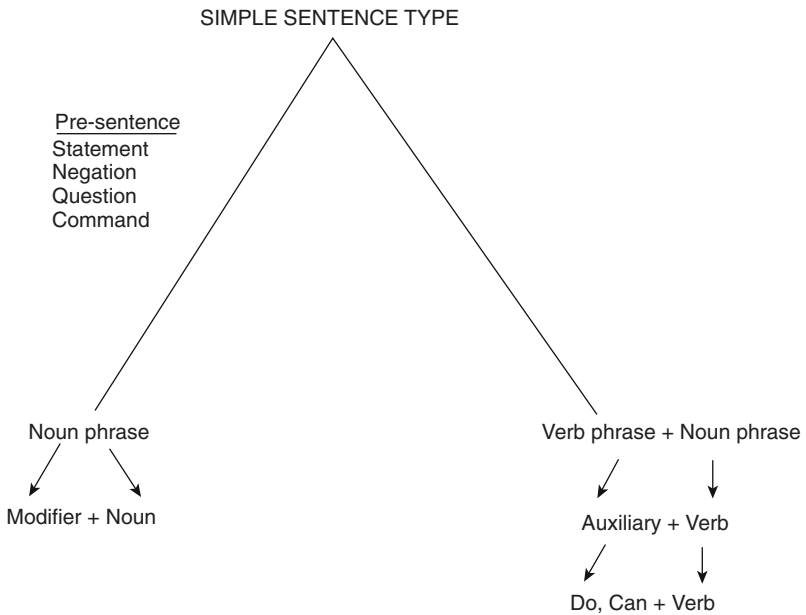 SIMPLE SENTENCE TYPE
Pre-sentence
Statement
Negation
Question
Command
Noun phrase
Verb phrase + Noun phrase
Modifier + Noun
Auxiliary + Verb
Do, Can + Verb